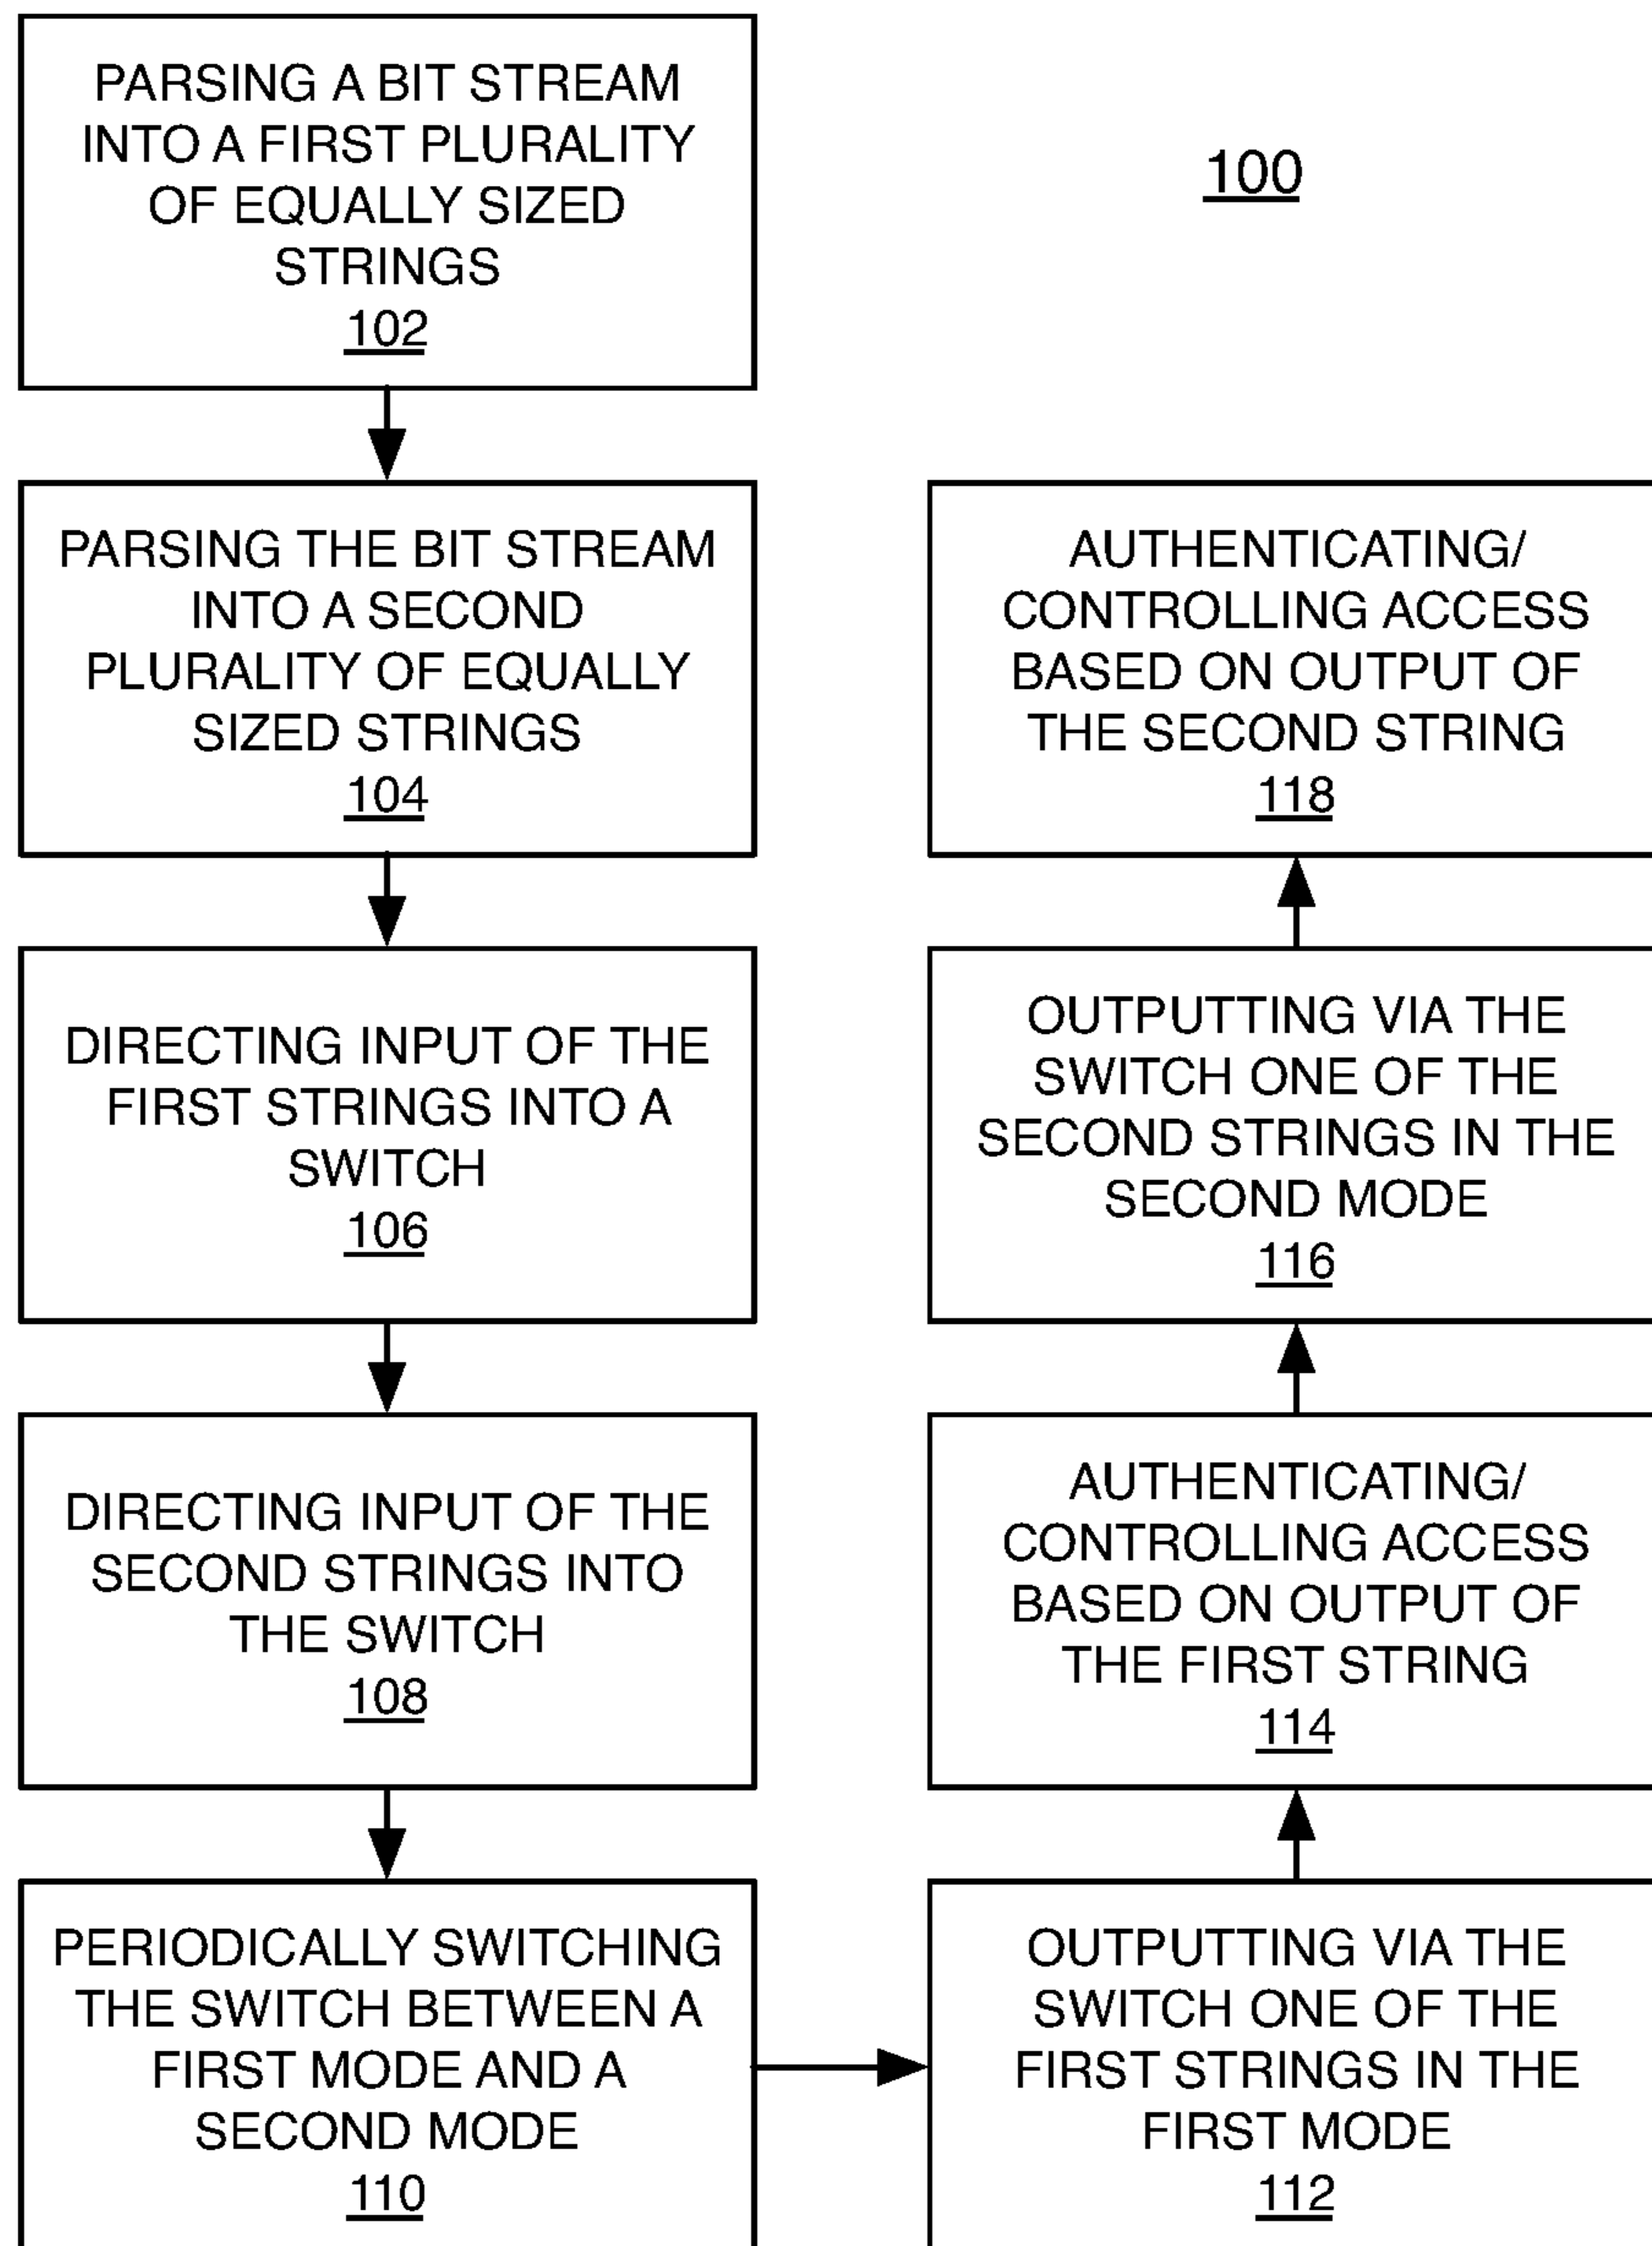 PARSING A BIT STREAM
INTO A FIRST PLURALITY
OF EQUALLY SIZED
STRINGS
102
100
PARSING THE BIT STREAM
INTO A SECOND
PLURALITY OF EQUALLY
SIZED STRINGS
104
DIRECTING INPUT OF THE
FIRST STRINGS INTO A
SWITCH
106
DIRECTING INPUT OF THE
SECOND STRINGS INTO
THE SWITCH
108
PERIODICALLY SWITCHING
THE SWITCH BETWEEN A
FIRST MODE AND A
SECOND MODE
110
OUTPUTTING VIA THE
SWITCH ONE OF THE
FIRST STRINGS IN THE
FIRST MODE
112
AUTHENTICATING/
CONTROLLING ACCESS
BASED ON OUTPUT OF
THE FIRST STRING
114
OUTPUTTING VIA THE
SWITCH ONE OF THE
SECOND STRINGS IN THE
SECOND MODE
116
AUTHENTICATING/
CONTROLLING ACCESS
BASED ON OUTPUT OF
THE SECOND STRING
118